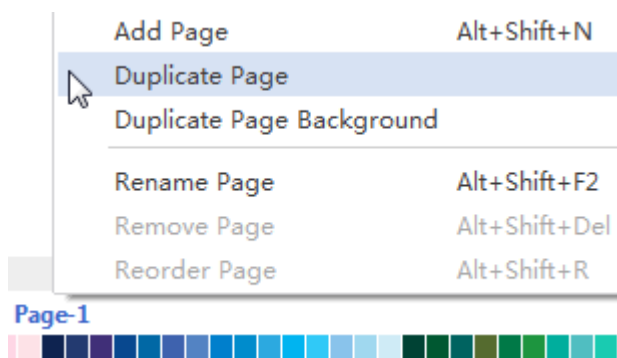 Add Page Alt+Shift+N
Duplicate Page
Duplicate Page Background
Rename Page Alt+Shift+F2
Remove Page Alt+Shift+Del
Reorder Page Alt+Shift+R
Page-1